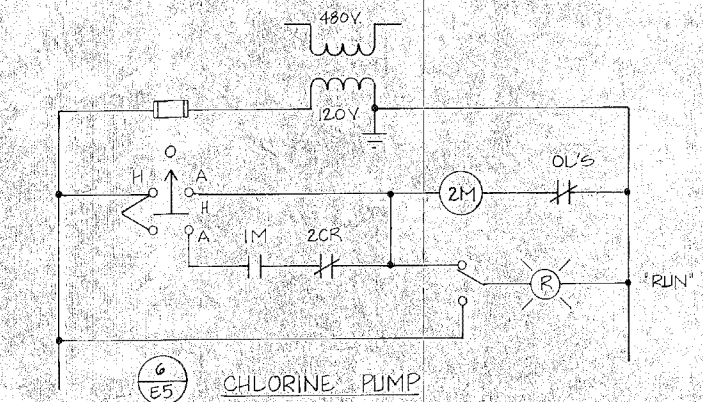 480V.
120V
O
H A
OL'S
2M
H
A
1M 2CR
R
"RUN"
6
E5
CHLORINE PUMP